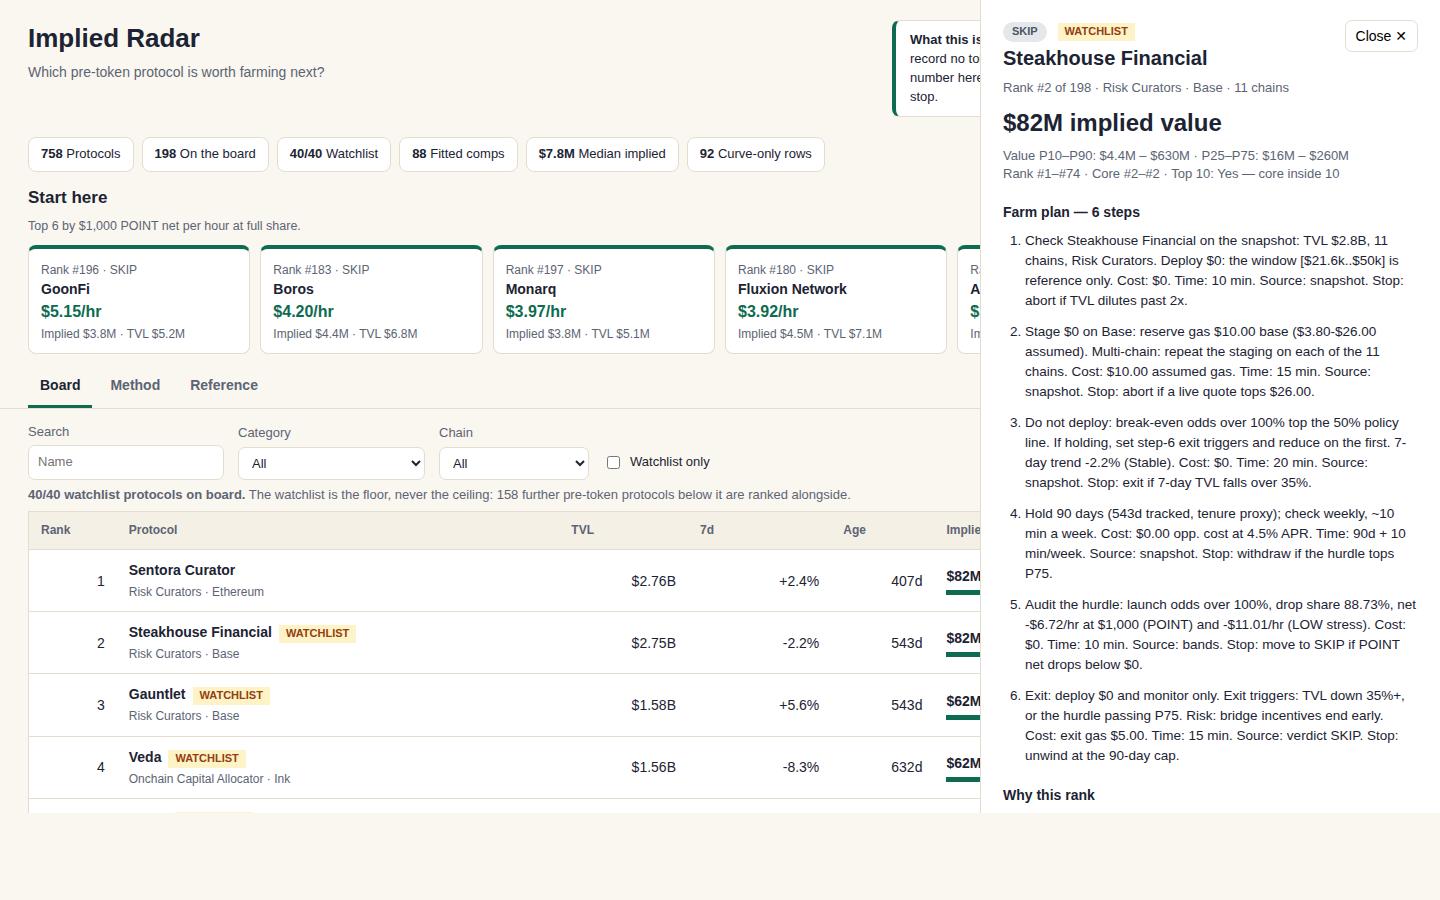 Implied Radar
Which pre-token protocol is worth farming next?
What this is
record no to
number here
stop.
758 Protocols
198 On the board
40/40 Watchlist
88 Fitted comps
$7.8M Median implied
92 Curve-only rows
Start here
Top 6 by $1,000 POINT net per hour at full share.
Rank #196 · SKIP
GoonFi
$5.15/hr
Implied $3.8M · TVL $5.2M
Rank #183 · SKIP
Boros
$4.20/hr
Implied $4.4M · TVL $6.8M
Rank #197 · SKIP
Monarq
$3.97/hr
Implied $3.8M · TVL $5.1M
Rank #180 · SKIP
Fluxion Network
$3.92/hr
Implied $4.5M · TVL $7.1M
Board
Method
Reference
Search
Category
Chain
Name
All
All
Watchlist only
40/40 watchlist protocols on board. The watchlist is the floor, never the ceiling: 158 further pre-token protocols below it are ranked alongside.
Rank Protocol TVL 7d Age Implie
1 Sentora Curator $2.76B +2.4% 407d $82M
Risk Curators · Ethereum
2 Steakhouse Financial WATCHLIST $2.75B -2.2% 543d $82M
Risk Curators · Base
3 Gauntlet WATCHLIST $1.58B +5.6% 543d $62M
Risk Curators · Base
4 Veda WATCHLIST $1.56B -8.3% 632d $62M
Onchain Capital Allocator · Ink
SKIP WATCHLIST
Close ✕
Steakhouse Financial
Rank #2 of 198 · Risk Curators · Base · 11 chains
$82M implied value
Value P10–P90: $4.4M – $630M · P25–P75: $16M – $260M
Rank #1–#74 · Core #2–#2 · Top 10: Yes — core inside 10
Farm plan — 6 steps
1. Check Steakhouse Financial on the snapshot: TVL $2.8B, 11
chains, Risk Curators. Deploy $0: the window [$21.6k..$50k] is
reference only. Cost: $0. Time: 10 min. Source: snapshot. Stop:
abort if TVL dilutes past 2x.
2. Stage $0 on Base: reserve gas $10.00 base ($3.80-$26.00
assumed). Multi-chain: repeat the staging on each of the 11
chains. Cost: $10.00 assumed gas. Time: 15 min. Source:
snapshot. Stop: abort if a live quote tops $26.00.
3. Do not deploy: break-even odds over 100% top the 50% policy
line. If holding, set step-6 exit triggers and reduce on the first. 7-
day trend -2.2% (Stable). Cost: $0. Time: 20 min. Source:
snapshot. Stop: exit if 7-day TVL falls over 35%.
4. Hold 90 days (543d tracked, tenure proxy); check weekly, ~10
min a week. Cost: $0.00 opp. cost at 4.5% APR. Time: 90d + 10
min/week. Source: snapshot. Stop: withdraw if the hurdle tops
P75.
5. Audit the hurdle: launch odds over 100%, drop share 88.73%, net
-$6.72/hr at $1,000 (POINT) and -$11.01/hr (LOW stress). Cost:
$0. Time: 10 min. Source: bands. Stop: move to SKIP if POINT
net drops below $0.
6. Exit: deploy $0 and monitor only. Exit triggers: TVL down 35%+,
or the hurdle passing P75. Risk: bridge incentives end early.
Cost: exit gas $5.00. Time: 15 min. Source: verdict SKIP. Stop:
unwind at the 90-day cap.
Why this rank